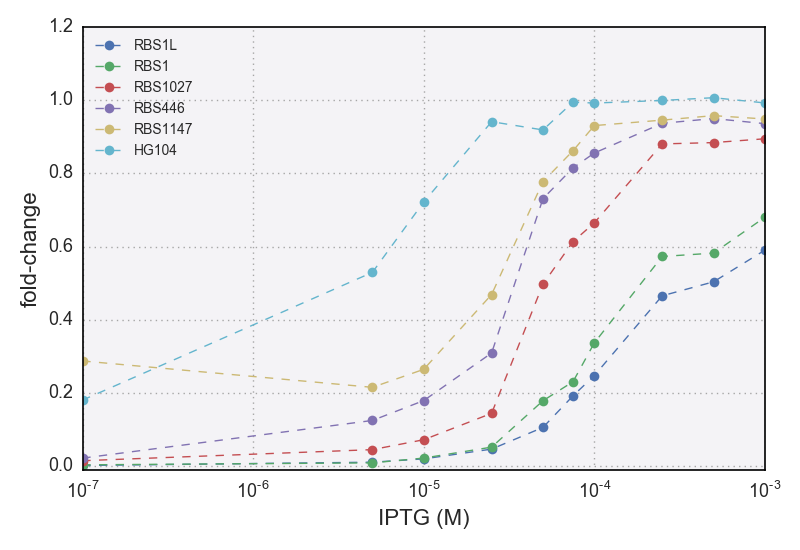 1.2
1.0
0.8
0.6
0.4
0.2
0.0
fold-change
RBS1L
RBS1
RBS1027
RBS446
RBS1147
HG104
10⁻⁷ 10⁻⁶ 10⁻⁵ 10⁻⁴ 10⁻³
IPTG (M)